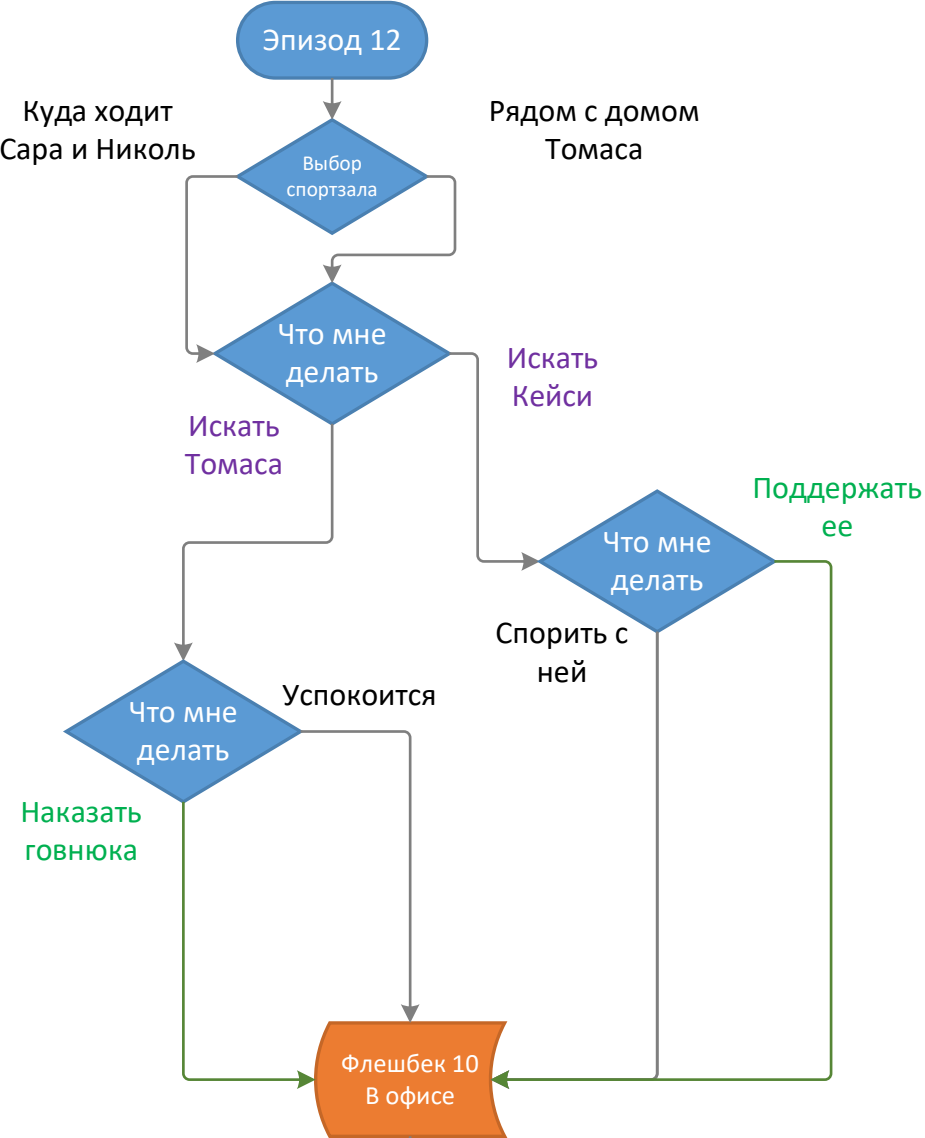 Эпизод 12
Куда ходит
Сара и Николь
Рядом с домом
Томаса
Выбор
спортзала
Что мне
делать
Искать
Кейси
Искать
Томаса
Поддержать
ее
Что мне
делать
Спорить с
ней
Успокоится
Что мне
делать
Наказать
говнюка
Флешбек 10
В офисе